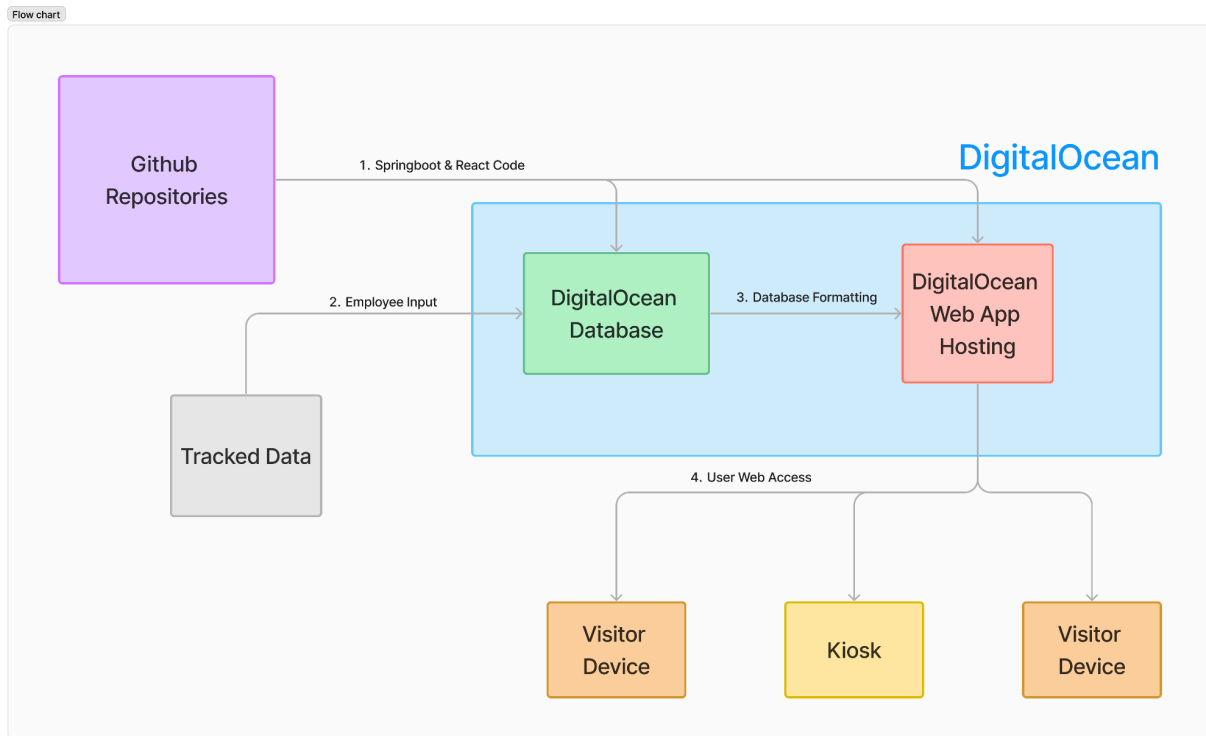 Flow chart
Github
Repositories
1. Springboot & React Code
DigitalOcean
2. Employee Input
DigitalOcean
Database
3. Database Formatting
DigitalOcean
Web App
Hosting
Tracked Data
4. User Web Access
Visitor
Device
Kiosk
Visitor
Device